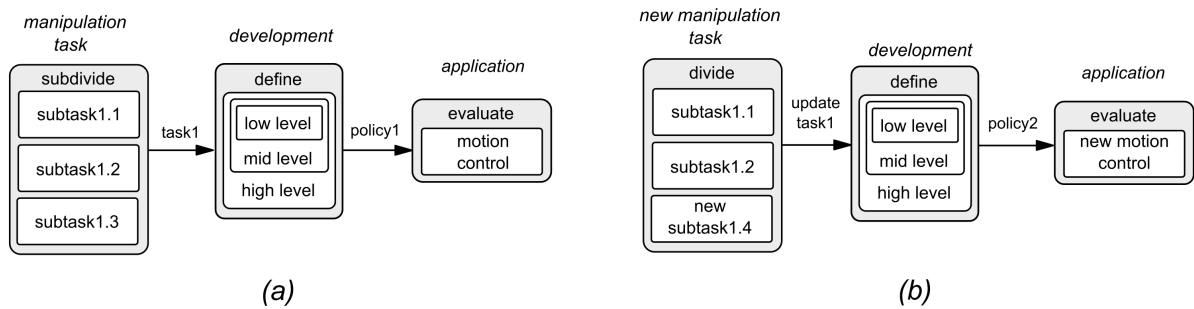 manipulation
task
subdivide
subtask1.1
subtask1.2
subtask1.3
task1
development
define
low level
mid level
high level
policy1
application
evaluate
motion
control
(a)
new manipulation
task
divide
subtask1.1
subtask1.2
new
subtask1.4
update
task1
development
define
low level
mid level
high level
policy2
application
evaluate
new motion
control
(b)